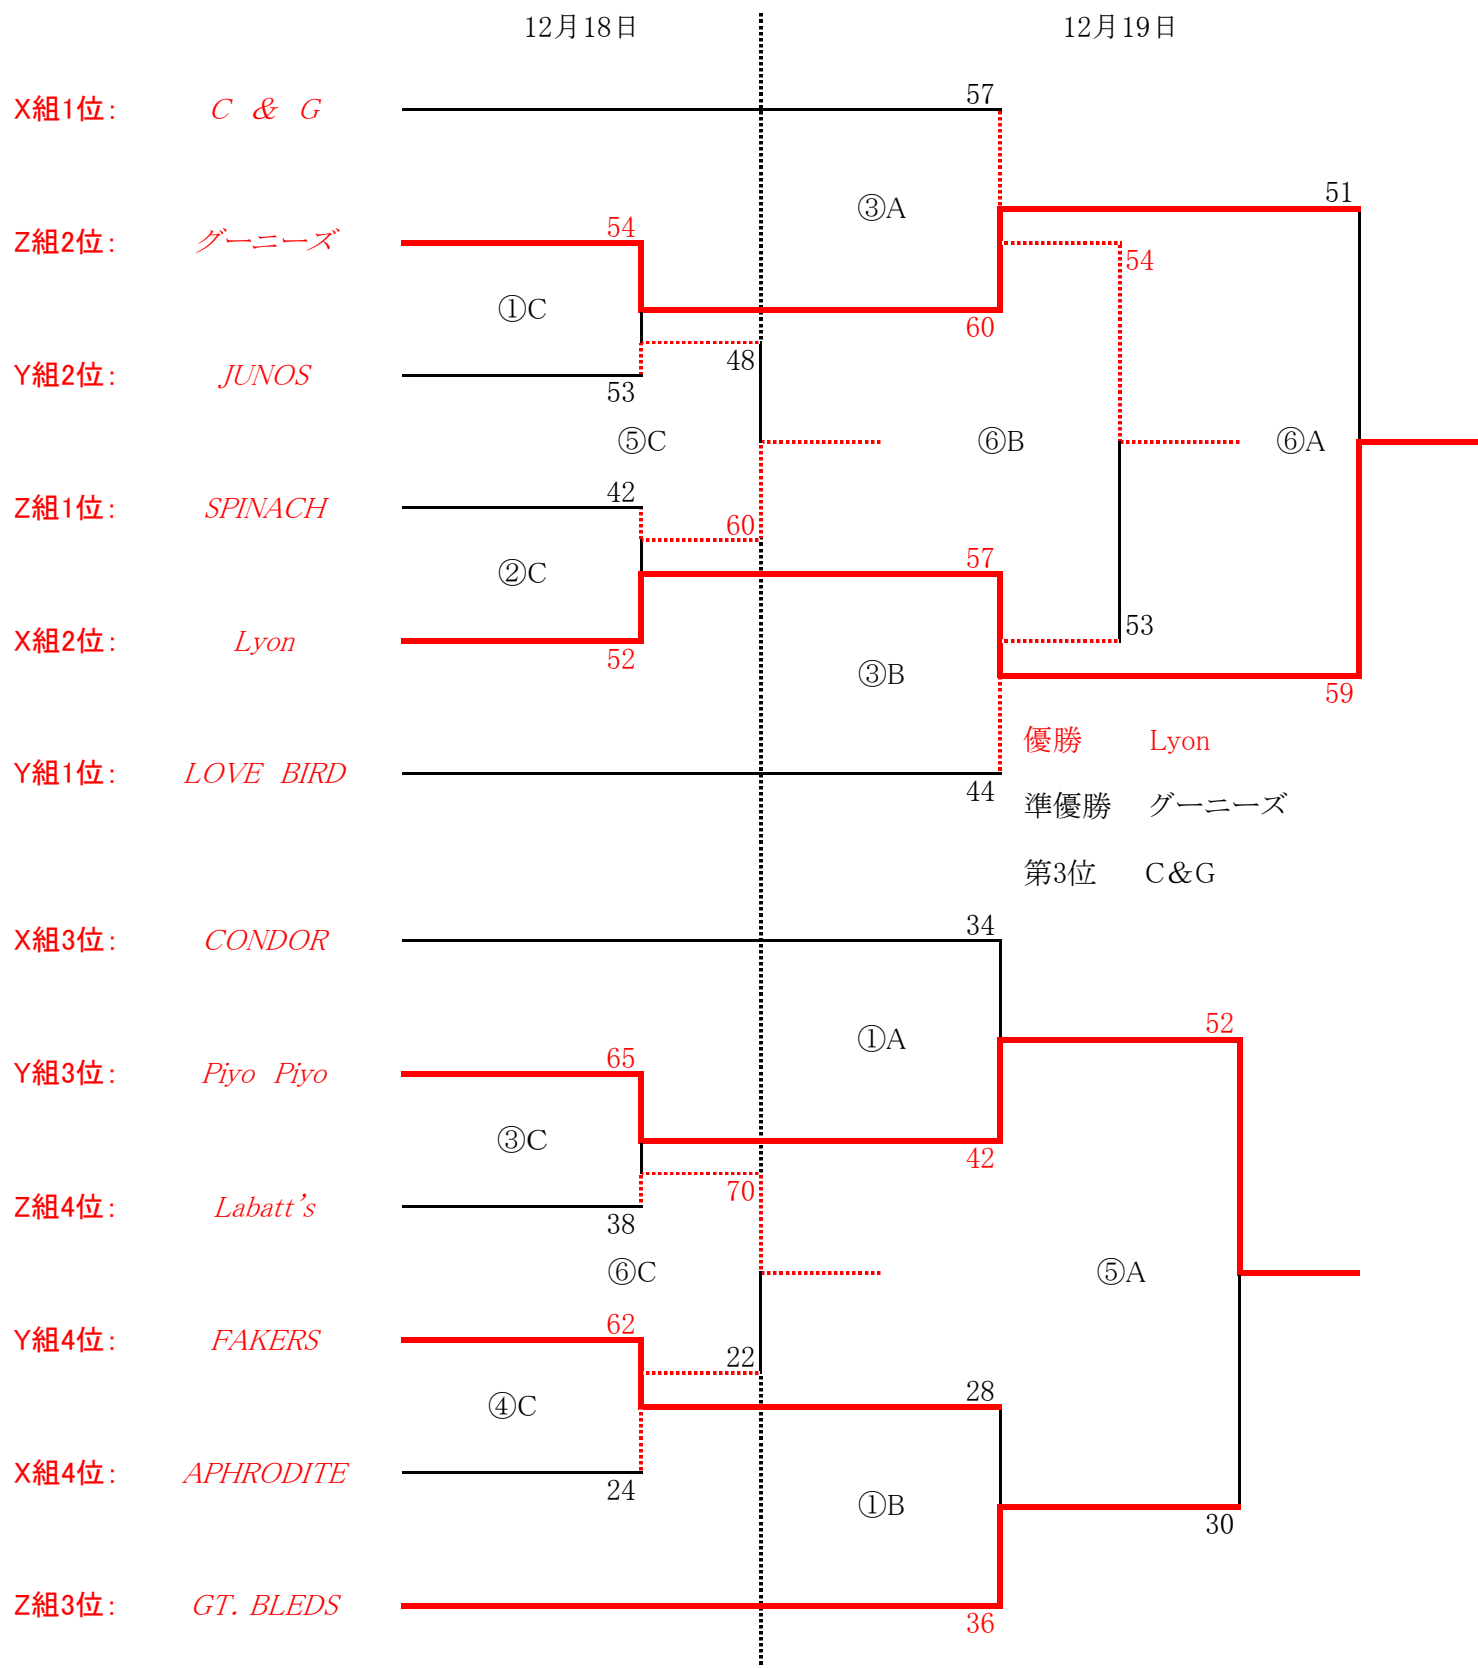 12月18日 12月19日
57
X組1位： C ＆ G
51
③A
54
Z組2位： グーニーズ
54
①C
60
48
Y組2位： JUNOS
53
⑤C ⑥B ⑥A
42
Z組1位： SPINACH
60
57
②C
53
X組2位： Lyon
52
③B
59
優勝 Lyon
Y組1位： LOVE BIRD
44
準優勝 グーニーズ
第3位 C＆G
34
X組3位： CONDOR
52
①A
65
Y組3位： Piyo Piyo
③C
42
70
Z組4位： Labatt's
38
⑥C ⑤A
62
Y組4位： FAKERS
22
28
④C
X組4位： APHRODITE
24
①B
30
Z組3位： GT．BLEDS
36